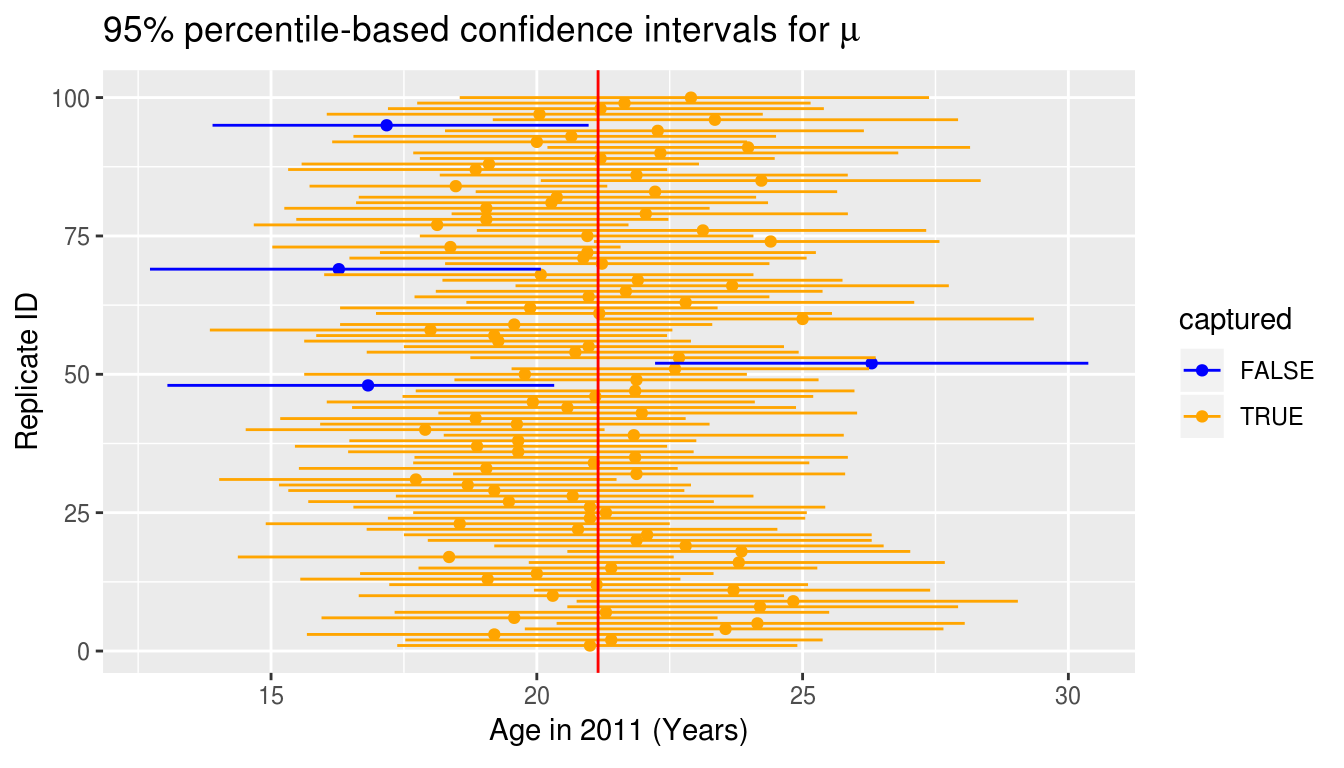 95% percentile-based confidence intervals for μ
Replicate ID
100
75
50
25
0
15 20 25 30
Age in 2011 (Years)
captured
FALSE
TRUE